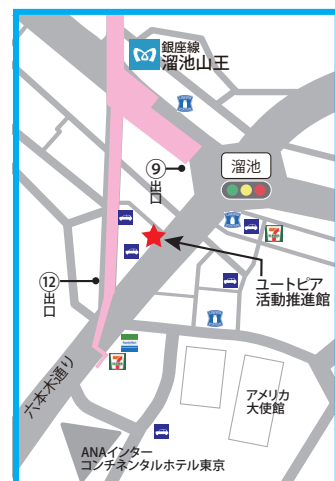 銀座線
溜池山王
溜池
⑨
出口
⑫
出口
ユートピア
活動推進館
六本木通り
アメリカ
大使館
ANAインター
コンチネンタルホテル東京